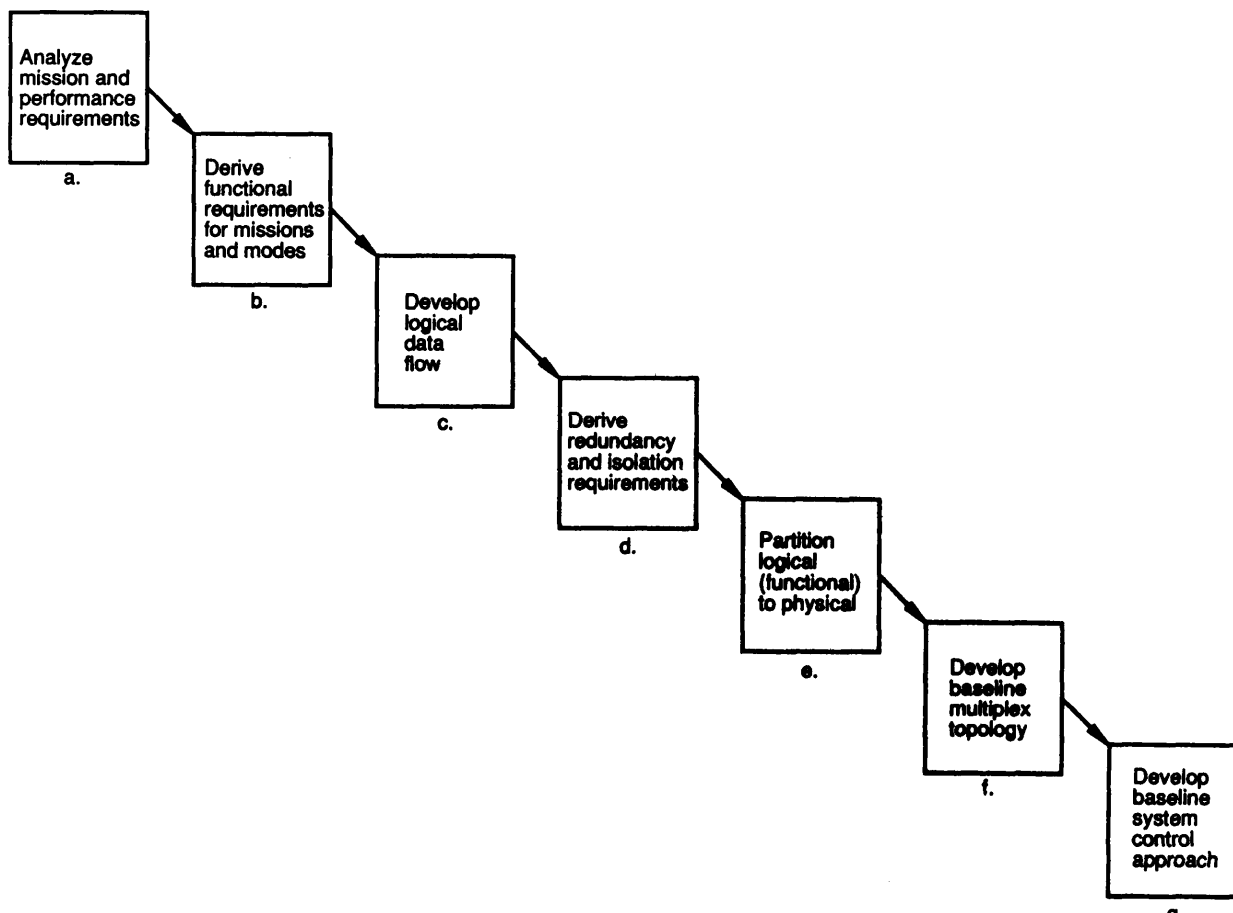 Analyze
mission and
performance
requirements
a.
Derive
functional
requirements
for missions
and modes
b.
Develop
logical
data
flow
c.
Derive
redundancy
and isolation
requirements
d.
Partition
logical
(functional)
to physical
e.
Develop
baseline
multiplex
topology
f.
Develop
baseline
system
control
approach